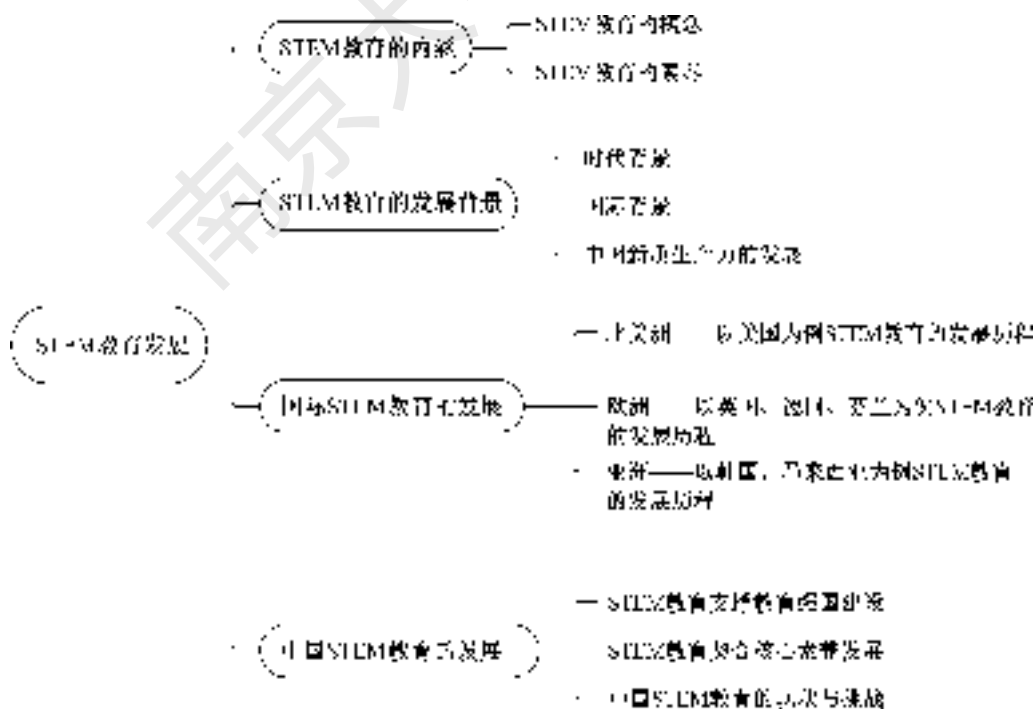 STEM教育的内涵
STEM教育的概念
STEM教育的素养
STEM教育的发展背景
时代背景
国际背景
中国新质生产力的发展
STEM教育发展
北美洲——以美国为例STEM教育的发展历程
国际STEM教育的发展
欧洲——以英国、德国、芬兰为例STEM教育
的发展历程
亚洲——以韩国、马来西亚为例STEM教育
的发展历程
STEM教育支撑教育强国建设
中国STEM教育的发展
STEM教育契合核心素养发展
中国STEM教育的现状与挑战
南京大